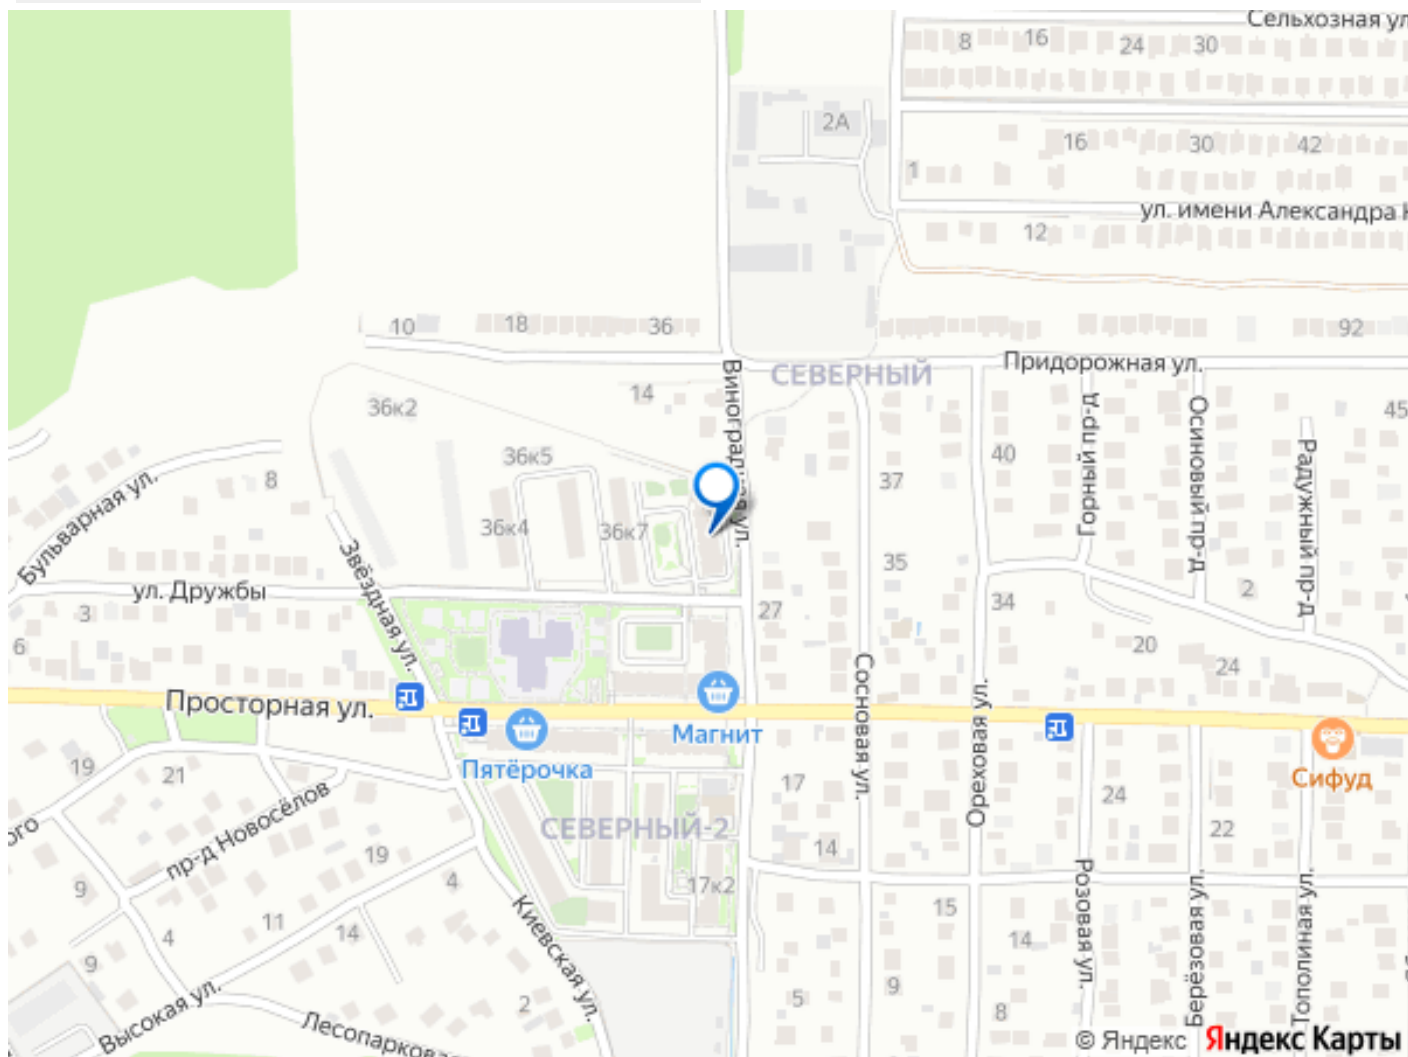 Сельхозная ул
8
16
24
30
2А
16
30
42
1
ул. имени Александра
12
10
18
36
92
Придорожная ул.
СЕВЕРНЫЙ
Виноградная ул.
14
36к2
45
40
Горный пр-д
Осиновый пр-д
Радужный пр-д
36к5
37
8
Бульварная ул.
36к4
36к7
Звёздная ул.
35
ул. Дружбы
2
3
27
34
6
20
24
Сосновая ул.
Ореховая ул.
Просторная ул.
Магнит
Пятёрочка
Сифуд
19
21
17
24
пр-д Новосёлов
ого
СЕВЕРНЫЙ-2
22
14
19
4
17к2
9
Розовая ул.
Берёзовая ул.
Тополиная ул.
11
14
15
4
Киевская ул.
14
9
2
5
9
8
Высокая ул.
Лесопаркова
© Яндекс Яндекс Карты